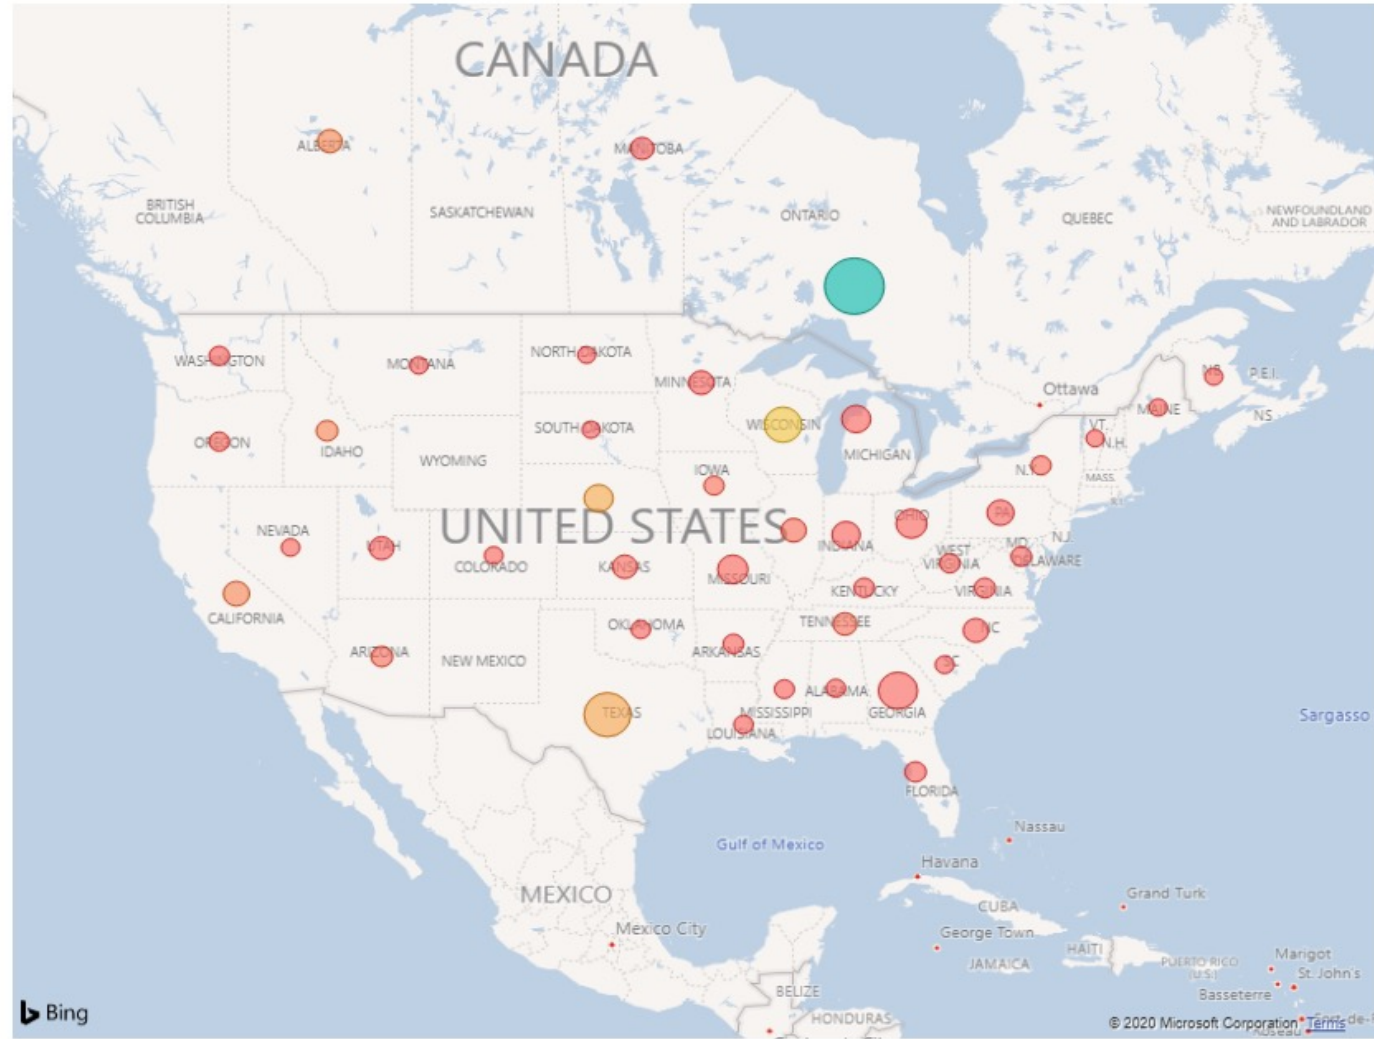 CANADA
ALBERTA
MANITOBA
BRITISH
COLUMBIA
SASKATCHEWAN
ONTARIO
QUEBEC
NEWFOUNDLAND
AND LABRADOR
WASHINGTON
MONTANA
NORTH DAKOTA
MINNESOTA
NB
P.E.I.
Ottawa
MAINE
NS
OREGON
IDAHO
SOUTH DAKOTA
WISCONSIN
MICHIGAN
VT.
N.H.
WYOMING
IOWA
N.Y.
MASS.
R.I.
NEVADA
UTAH
UNITED STATES
OHIO
PA
N.J.
INDIANA
MD.
DELAWARE
COLORADO
KANSAS
MISSOURI
WEST
VIRGINIA
KENTUCKY
VIRGINIA
CALIFORNIA
OKLAHOMA
TENNESSEE
NC
ARIZONA
NEW MEXICO
ARKANSAS
SC
TEXAS
MISSISSIPPI
ALABAMA
GEORGIA
LOUISIANA
Sargasso
FLORIDA
Gulf of Mexico
Nassau
Havana
MEXICO
CUBA
Grand Turk
Mexico City
George Town
HAITI
JAMAICA
PUERTO RICO
(U.S.)
Marigot
St. John's
Basseterre
BELIZE
HONDURAS
Bing
© 2020 Microsoft Corporation Terms
Roseau